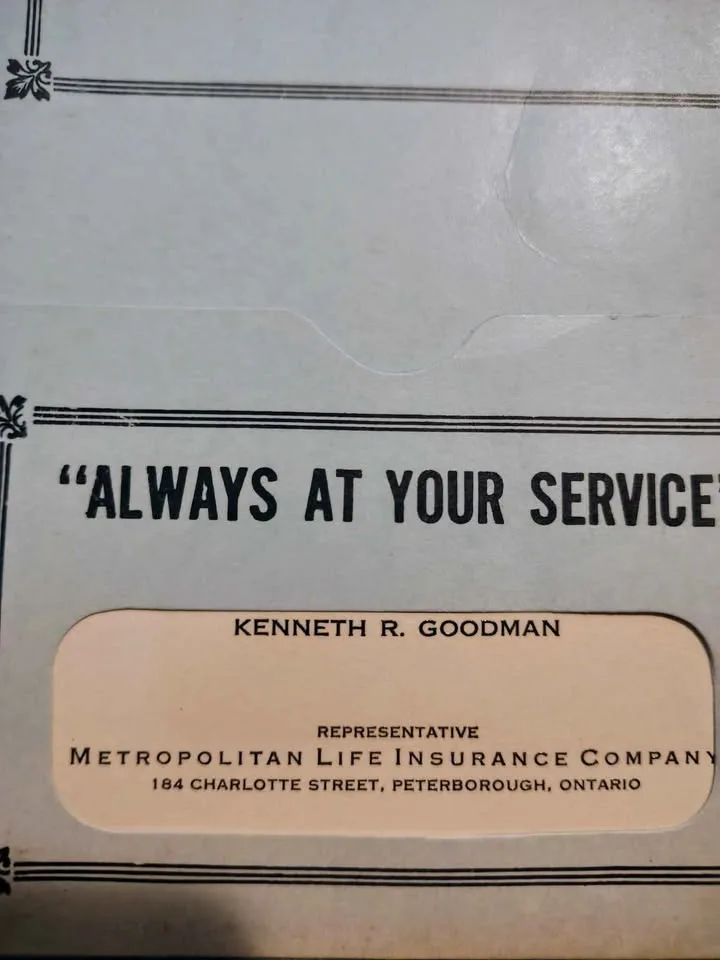 “ALWAYS AT YOUR SERVICE”
KENNETH R. GOODMAN
REPRESENTATIVE
METROPOLITAN LIFE INSURANCE COMPANY
184 CHARLOTTE STREET, PETERBOROUGH, ONTARIO